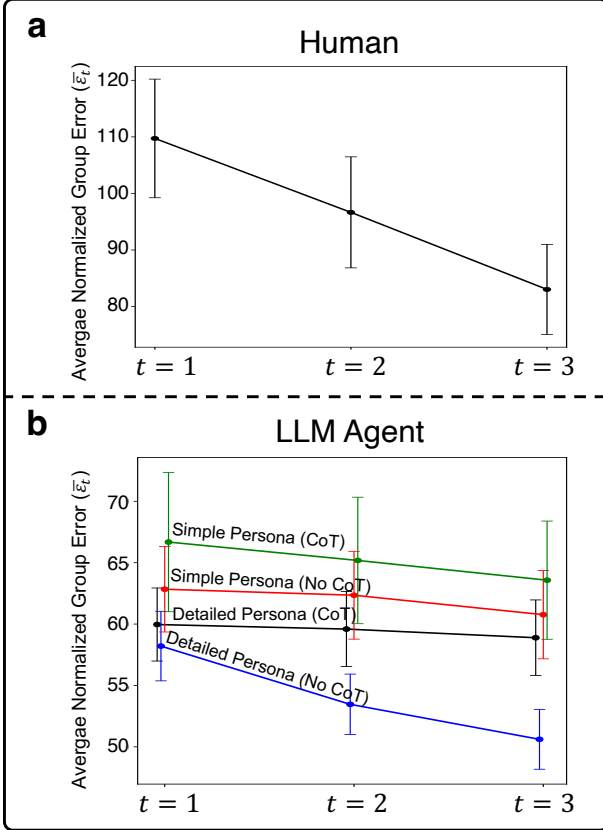 a
Human
Avergae Normalized Group Error (ε̅ₜ)
120
110
100
90
80
t = 1
t = 2
t = 3
b
LLM Agent
Avergae Normalized Group Error (ε̅ₜ)
70
65
60
55
50
Simple Persona (CoT)
Simple Persona (No CoT)
Detailed Persona (CoT)
Detailed Persona (No CoT)
t = 1
t = 2
t = 3